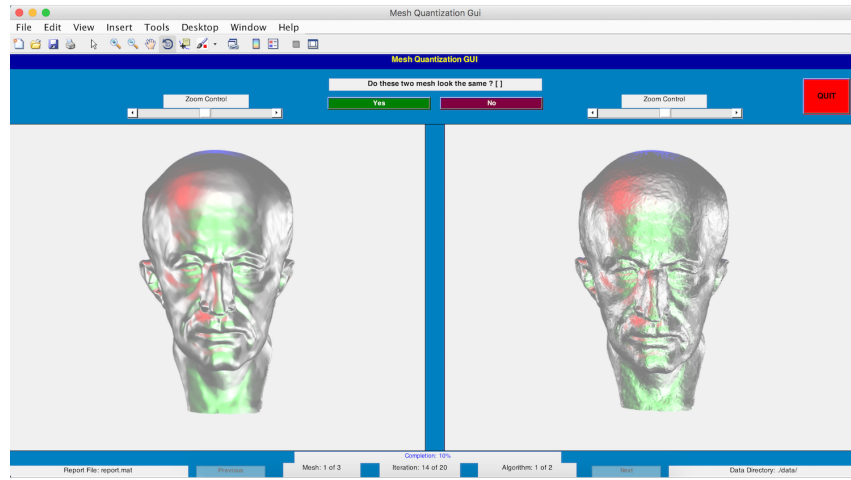 Mesh Quantization Gui
File Edit View Insert Tools Desktop Window Help
Mesh Quantization GUI
Do these two mesh look the same ? [ ]
Yes No
QUIT
Zoom Control
Zoom Control
Completion: 10%
Report File: report.mat Previous Mesh: 1 of 3 Iteration: 14 of 20 Algorithm: 1 of 2 Next Data Directory: ./data/